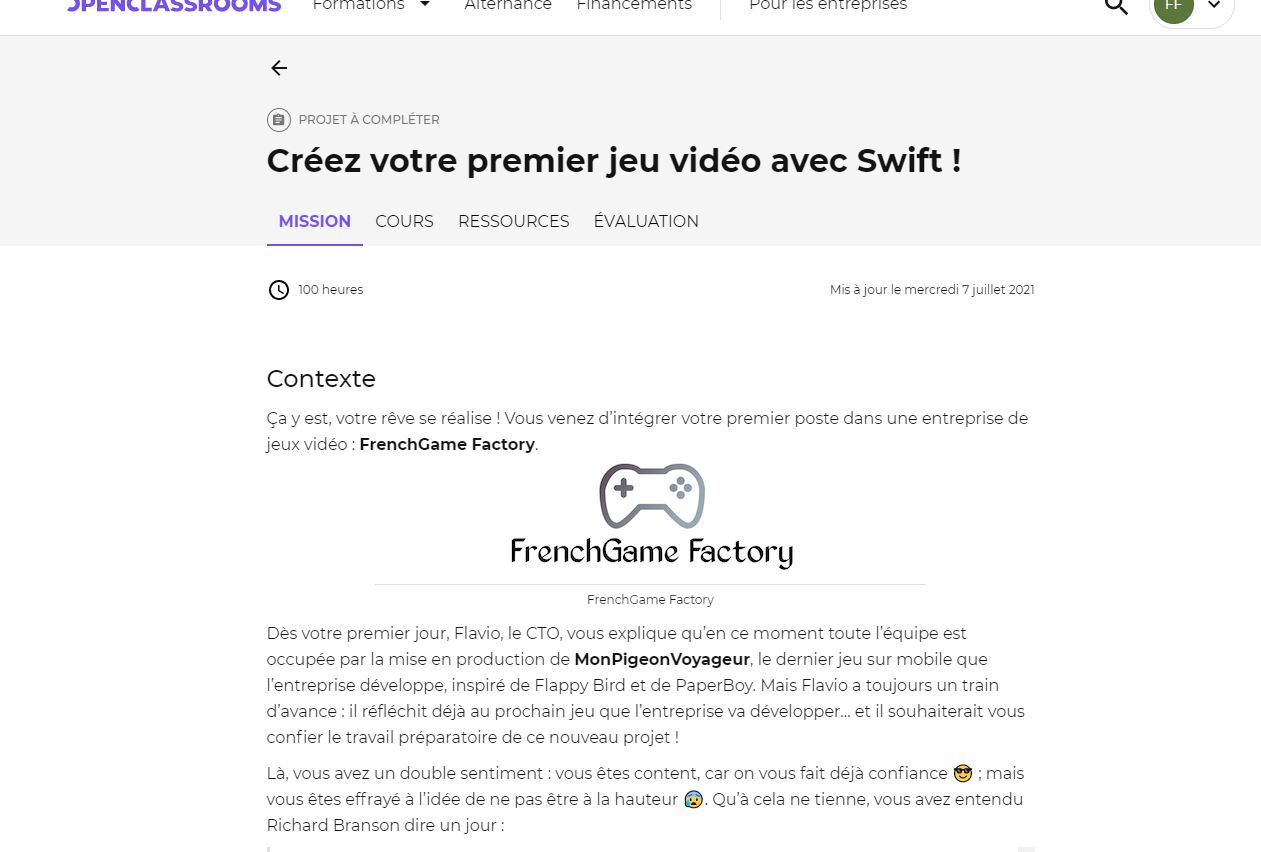 OPENCLASSROOMS Formations Alternance Financements Pour les entreprises FF
PROJET À COMPLÉTER
Créez votre premier jeu vidéo avec Swift !
MISSION COURS RESSOURCES ÉVALUATION
100 heures Mis à jour le mercredi 7 juillet 2021
Contexte
Ça y est, votre rêve se réalise ! Vous venez d’intégrer votre premier poste dans une entreprise de
jeux vidéo : FrenchGame Factory.
FrenchGame Factory
FrenchGame Factory
Dès votre premier jour, Flavio, le CTO, vous explique qu’en ce moment toute l’équipe est
occupée par la mise en production de MonPigeonVoyageur, le dernier jeu sur mobile que
l’entreprise développe, inspiré de Flappy Bird et de PaperBoy. Mais Flavio a toujours un train
d’avance : il réfléchit déjà au prochain jeu que l’entreprise va développer… et il souhaiterait vous
confier le travail préparatoire de ce nouveau projet !
Là, vous avez un double sentiment : vous êtes content, car on vous fait déjà confiance 😎 ; mais
vous êtes effrayé à l’idée de ne pas être à la hauteur 😰. Qu’à cela ne tienne, vous avez entendu
Richard Branson dire un jour :